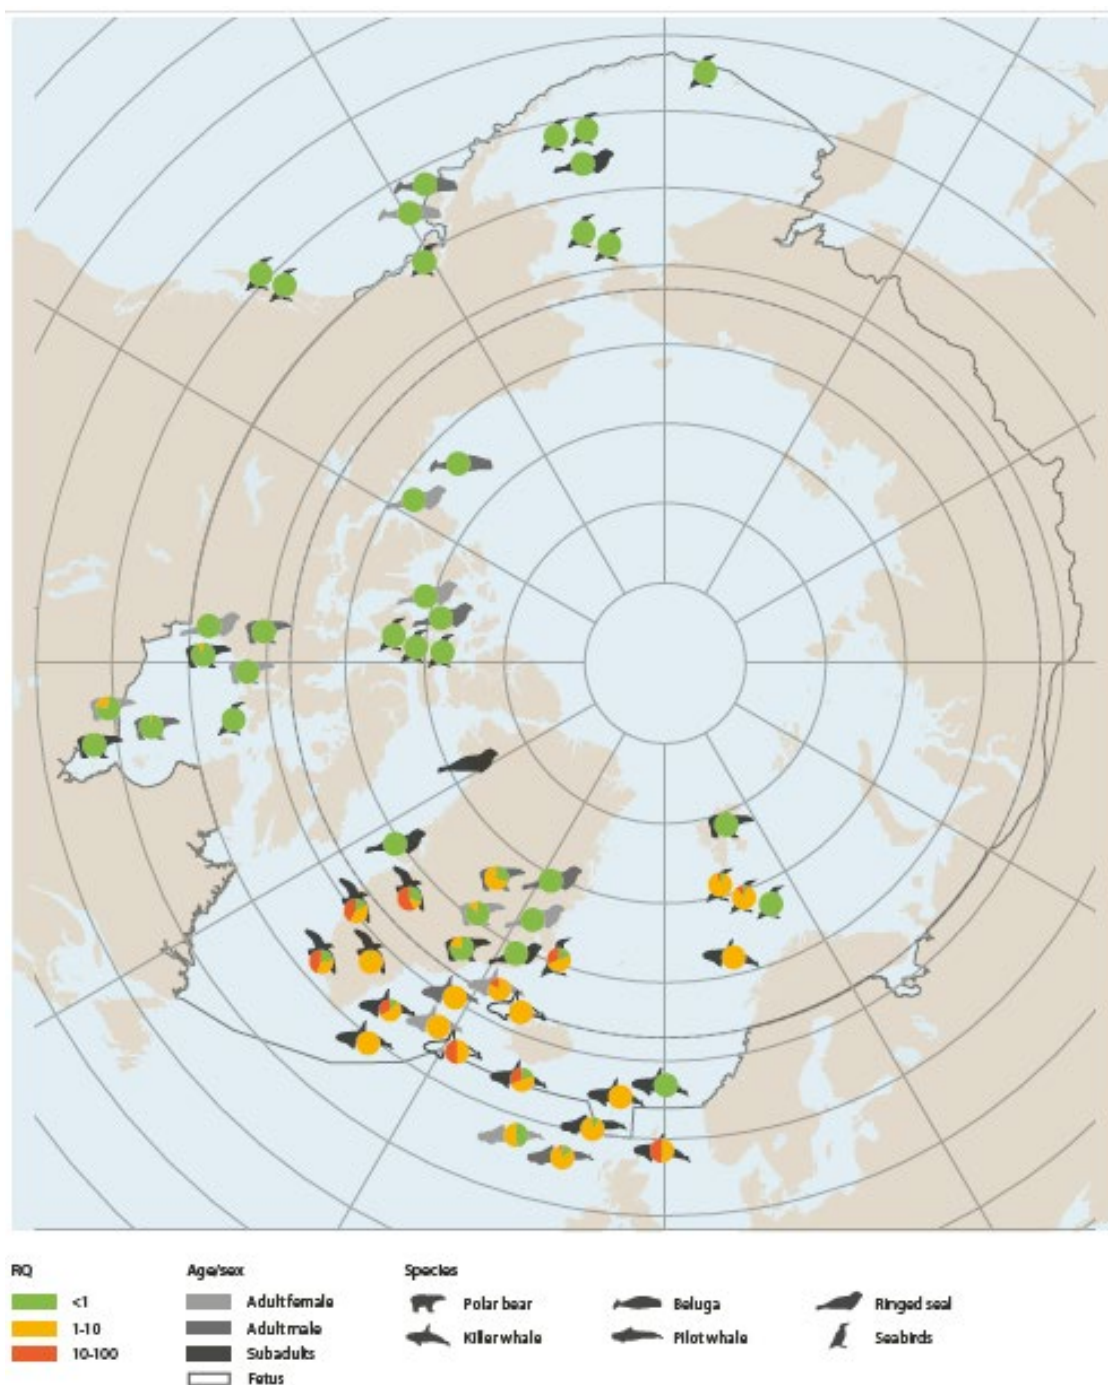 RQ Age/sex Species
<1 Adult female Polar bear Beluga Ringed seal
1-10 Adult male Killer whale Pilot whale Seabirds
10-100 Subadults
Fetus